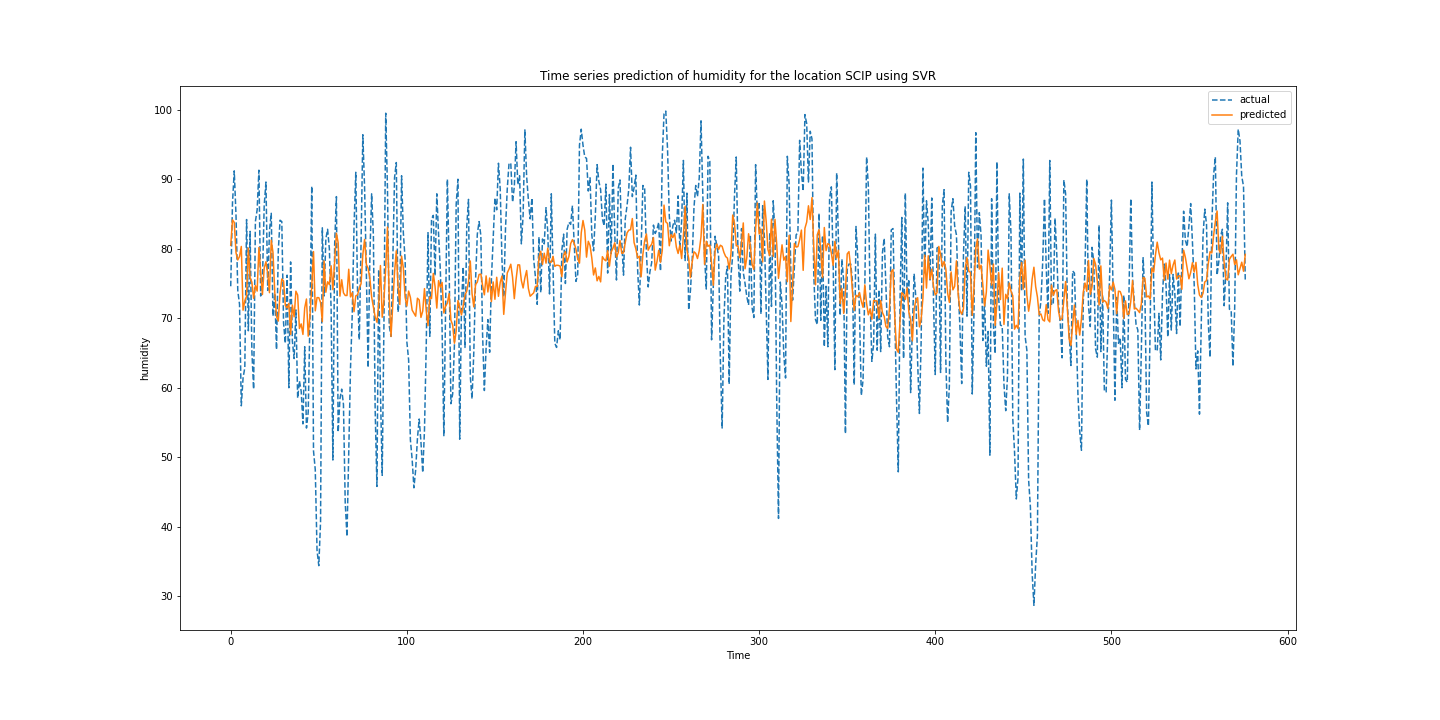 Time series prediction of humidity for the location SCIP using SVR
actual
predicted
100
90
80
70
60
50
40
30
humidity
0 100 200 300 400 500 600
Time